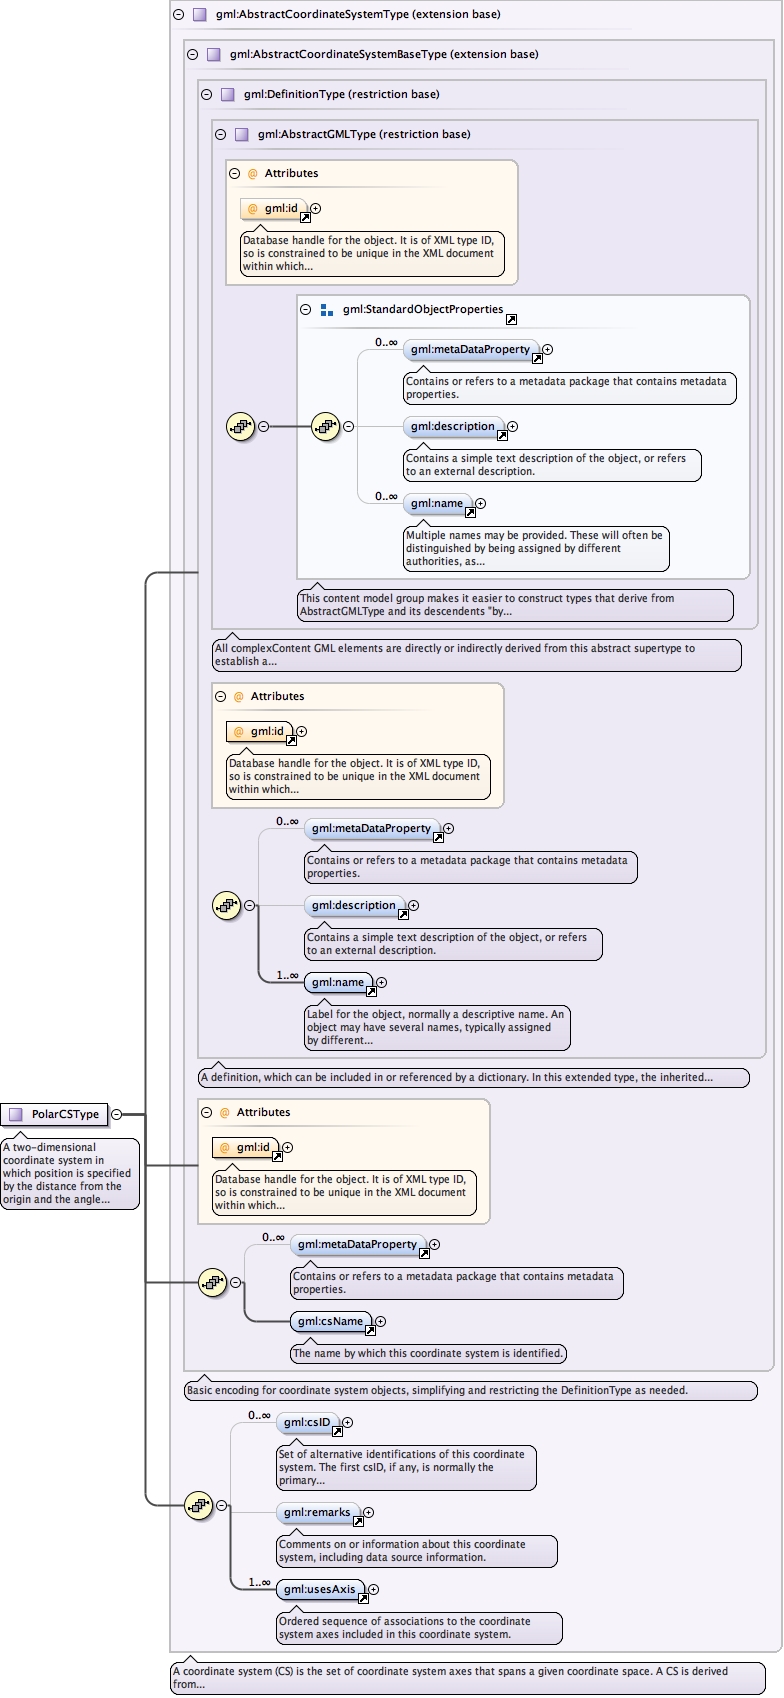 gml:AbstractCoordinateSystemType (extension base)
gml:AbstractCoordinateSystemBaseType (extension base)
gml:DefinitionType (restriction base)
gml:AbstractGMLType (restriction base)
@ Attributes
@ gml:id
Database handle for the object. It is of XML type ID,
so is constrained to be unique in the XML document
within which...
gml:StandardObjectProperties
0..∞
gml:metaDataProperty
Contains or refers to a metadata package that contains metadata
properties.
gml:description
Contains a simple text description of the object, or refers
to an external description.
0..∞
gml:name
Multiple names may be provided. These will often be
distinguished by being assigned by different
authorities, as...
This content model group makes it easier to construct types that derive from
AbstractGMLType and its descendents "by...
All complexContent GML elements are directly or indirectly derived from this abstract supertype to
establish a...
@ Attributes
@ gml:id
Database handle for the object. It is of XML type ID,
so is constrained to be unique in the XML document
within which...
0..∞
gml:metaDataProperty
Contains or refers to a metadata package that contains metadata
properties.
gml:description
Contains a simple text description of the object, or refers
to an external description.
1..∞
gml:name
Label for the object, normally a descriptive name. An
object may have several names, typically assigned
by different...
A definition, which can be included in or referenced by a dictionary. In this extended type, the inherited...
PolarCSType
A two-dimensional
coordinate system in
which position is specified
by the distance from the
origin and the angle...
@ Attributes
@ gml:id
Database handle for the object. It is of XML type ID,
so is constrained to be unique in the XML document
within which...
0..∞
gml:metaDataProperty
Contains or refers to a metadata package that contains metadata
properties.
gml:csName
The name by which this coordinate system is identified.
Basic encoding for coordinate system objects, simplifying and restricting the DefinitionType as needed.
0..∞
gml:csID
Set of alternative identifications of this coordinate
system. The first csID, if any, is normally the
primary...
gml:remarks
Comments on or information about this coordinate
system, including data source information.
1..∞
gml:usesAxis
Ordered sequence of associations to the coordinate
system axes included in this coordinate system.
A coordinate system (CS) is the set of coordinate system axes that spans a given coordinate space. A CS is derived
from...